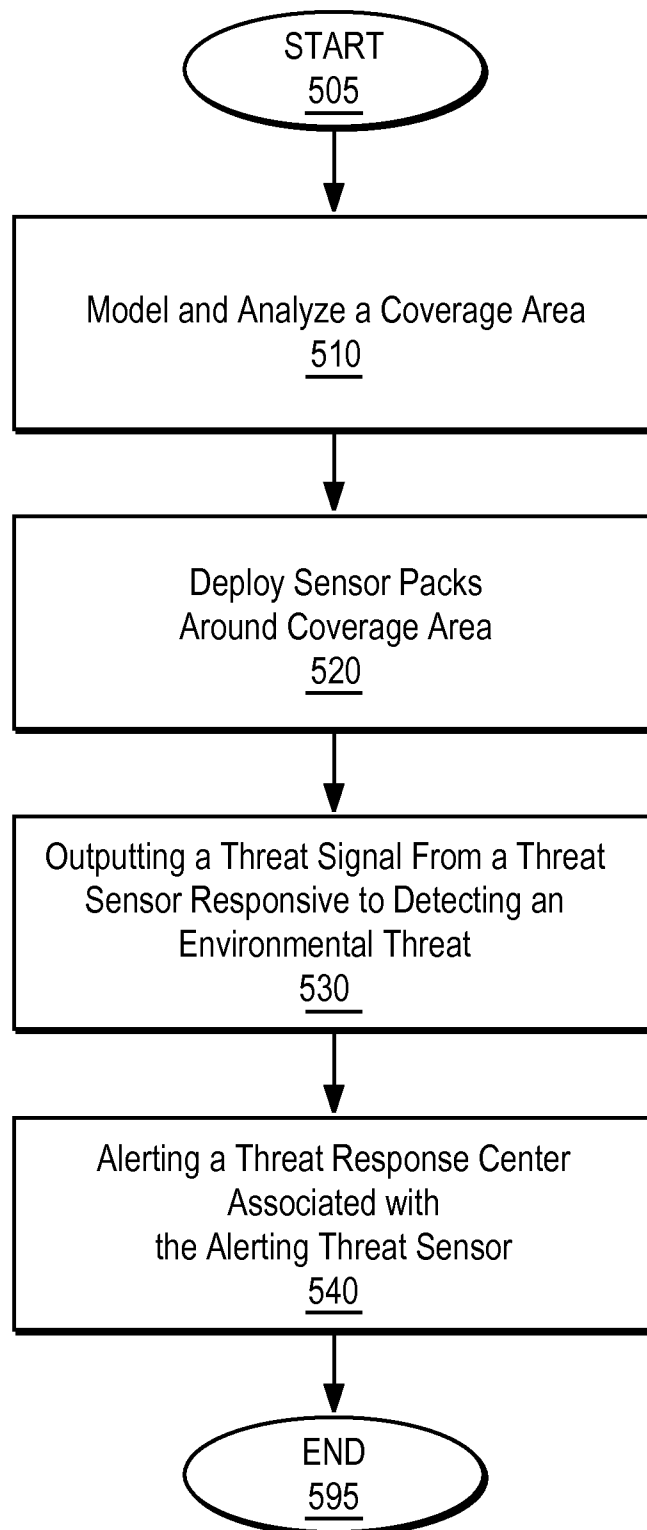 START
505
Model and Analyze a Coverage Area
510
Deploy Sensor Packs
Around Coverage Area
520
Outputting a Threat Signal From a Threat
Sensor Responsive to Detecting an
Environmental Threat
530
Alerting a Threat Response Center
Associated with
the Alerting Threat Sensor
540
END
595